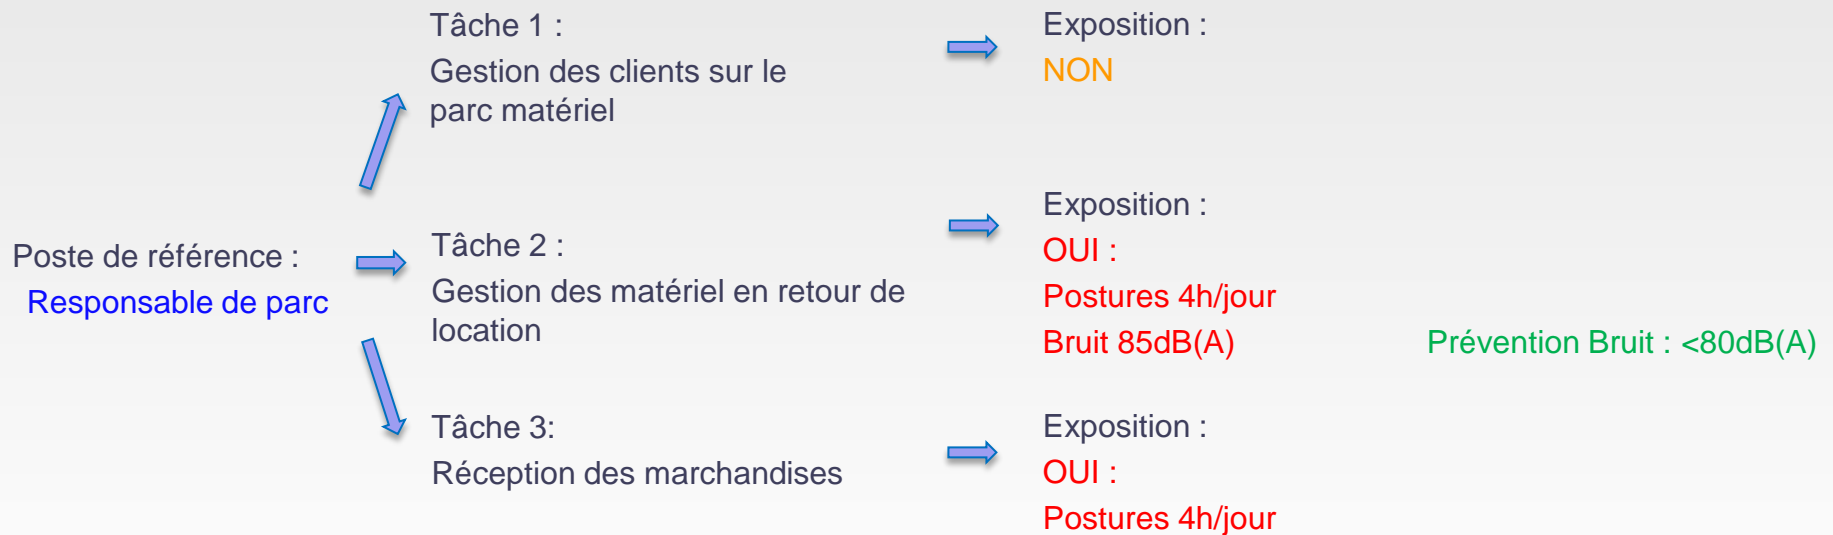 Poste de référence :
Responsable de parc
Tâche 1 :
Gestion des clients sur le
parc matériel
Exposition :
NON
Tâche 2 :
Gestion des matériel en retour de
location
Exposition :
OUI :
Postures 4h/jour
Bruit 85dB(A)
Prévention Bruit : <80dB(A)
Tâche 3:
Réception des marchandises
Exposition :
OUI :
Postures 4h/jour